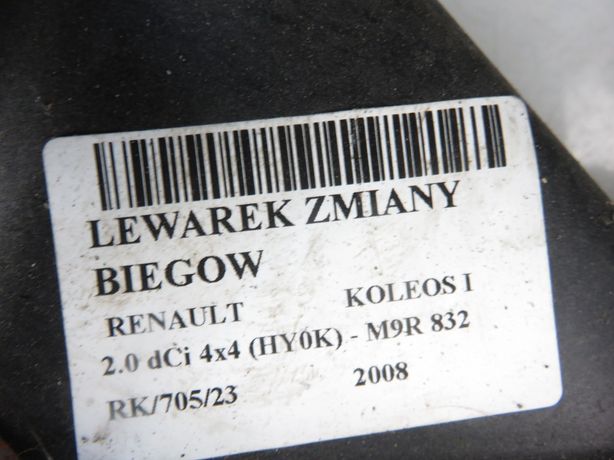 LEWAREK ZMIANY
BIEGOW
RENAULT KOLEOS I
2.0 dCi 4x4 (HY0K) - M9R 832
RK/705/23 2008